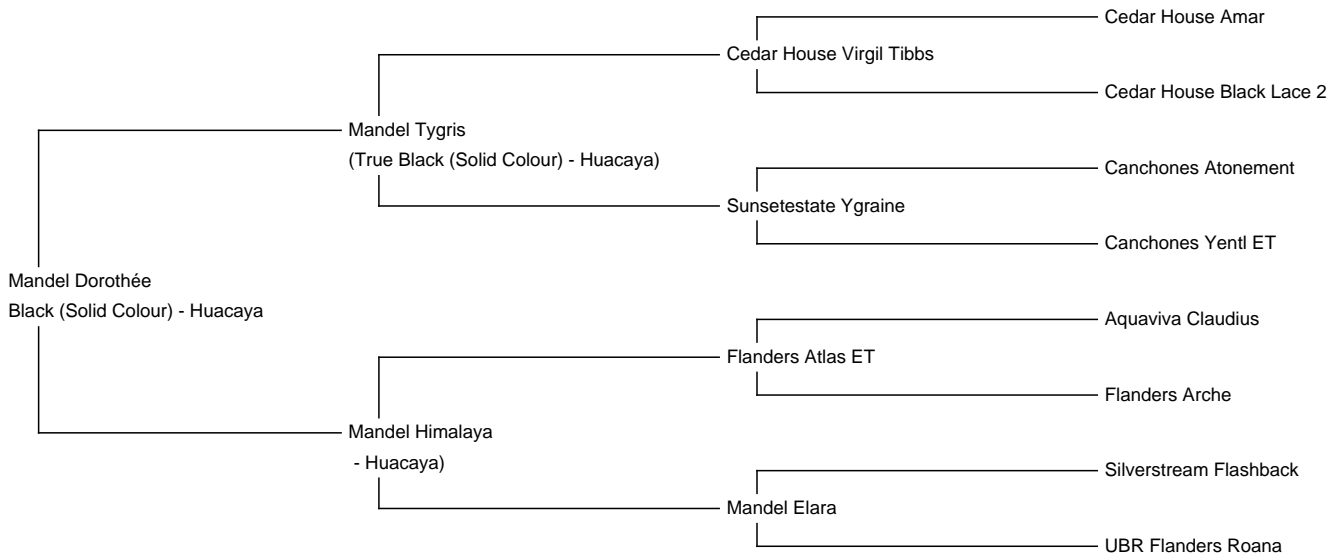 Cedar House Amar
Cedar House Virgil Tibbs
Cedar House Black Lace 2
Mandel Tygris
(True Black (Solid Colour) - Huacaya)
Canchones Atonement
Sunsetestate Ygraine
Canchones Yentl ET
Mandel Dorothée
Black (Solid Colour) - Huacaya
Aquaviva Claudius
Flanders Atlas ET
Flanders Arche
Mandel Himalaya
- Huacaya)
Silverstream Flashback
Mandel Elara
UBR Flanders Roana